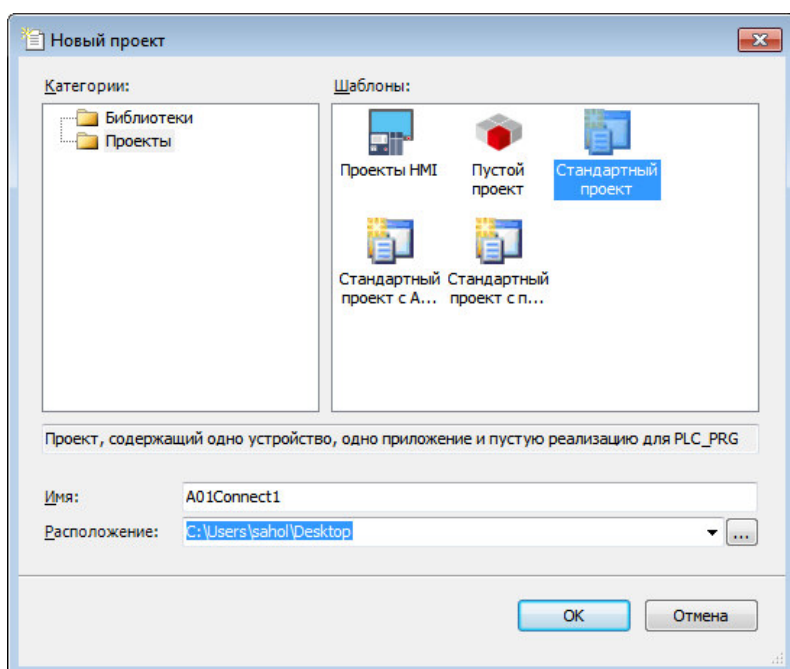 Новый проект
Категории:
Шаблоны:
Библиотеки
Проекты
Проекты HMI
Пустой
проект
Стандартный
проект
Стандартный
проект с A...
Стандартный
проект с п...
Проект, содержащий одно устройство, одно приложение и пустую реализацию для PLC_PRG
Имя:
A01Connect1
Расположение:
C:\Users\sahol\Desktop
...
OK
Отмена